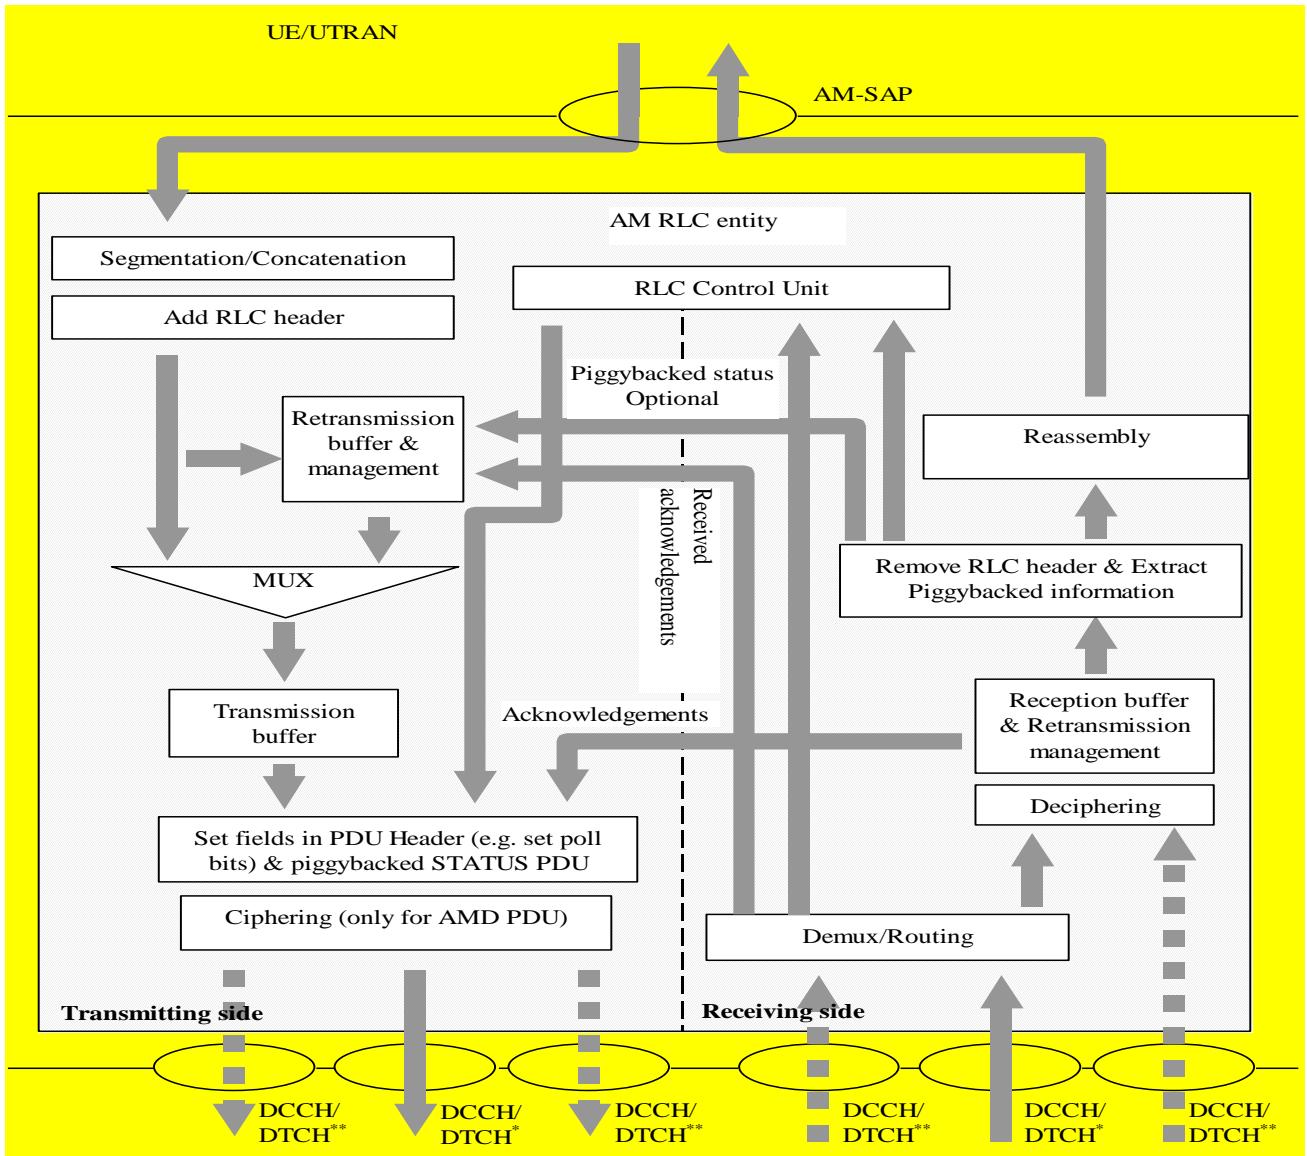 UE/UTRAN
AM-SAP
AM RLC entity
Segmentation/Concatenation
Add RLC header
RLC Control Unit
Piggybacked status
Optional
Retransmission
buffer &
management
Reassembly
Received
acknowledgements
Remove RLC header & Extract
Piggybacked information
MUX
Transmission
buffer
Acknowledgements
Reception buffer
& Retransmission
management
Deciphering
Set fields in PDU Header (e.g. set poll
bits) & piggybacked STATUS PDU
Ciphering (only for AMD PDU)
Demux/Routing
Transmitting side
Receiving side
DCCH/
DTCH**
DCCH/
DTCH*
DCCH/
DTCH**
DCCH/
DTCH**
DCCH/
DTCH*
DCCH/
DTCH**